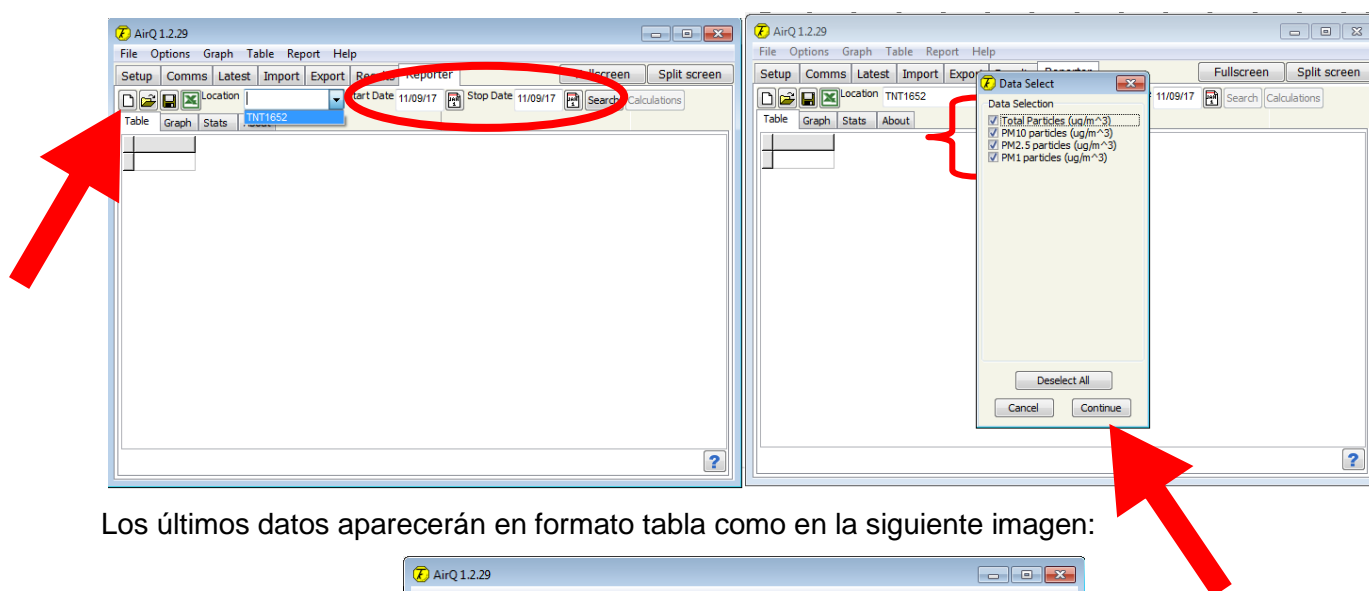 AirQ 1.2.29
File Options Graph Table Report Help
Setup Comms Latest Import Export Results Reporter Fullscreen Split screen
Location Start Date 11/09/17 Stop Date 11/09/17 Search Calculations
TNT1652
Table Graph Stats About
?
AirQ 1.2.29
File Options Graph Table Report Help
Setup Comms Latest Import Export Fullscreen Split screen
Location TNT1652 11/09/17 Search Calculations
Table Graph Stats About
Data Select
Data Selection
Total Particles (ug/m^3)
PM10 particles (ug/m^3)
PM2.5 particles (ug/m^3)
PM1 particles (ug/m^3)
Deselect All
Cancel Continue
?
Los últimos datos aparecerán en formato tabla como en la siguiente imagen:
AirQ 1.2.29